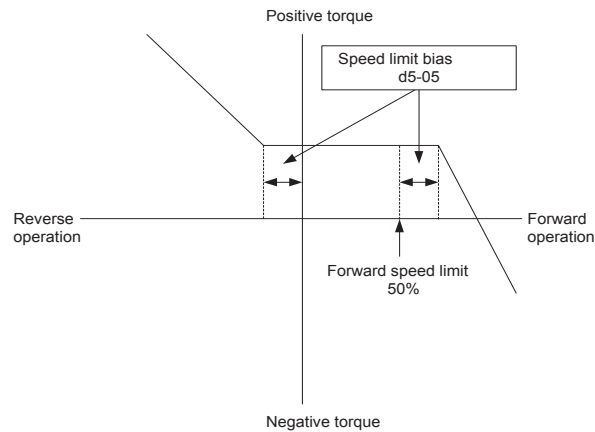 Positive torque
Speed limit bias
d5-05
Reverse
operation
Forward
operation
Forward speed limit
50%
Negative torque